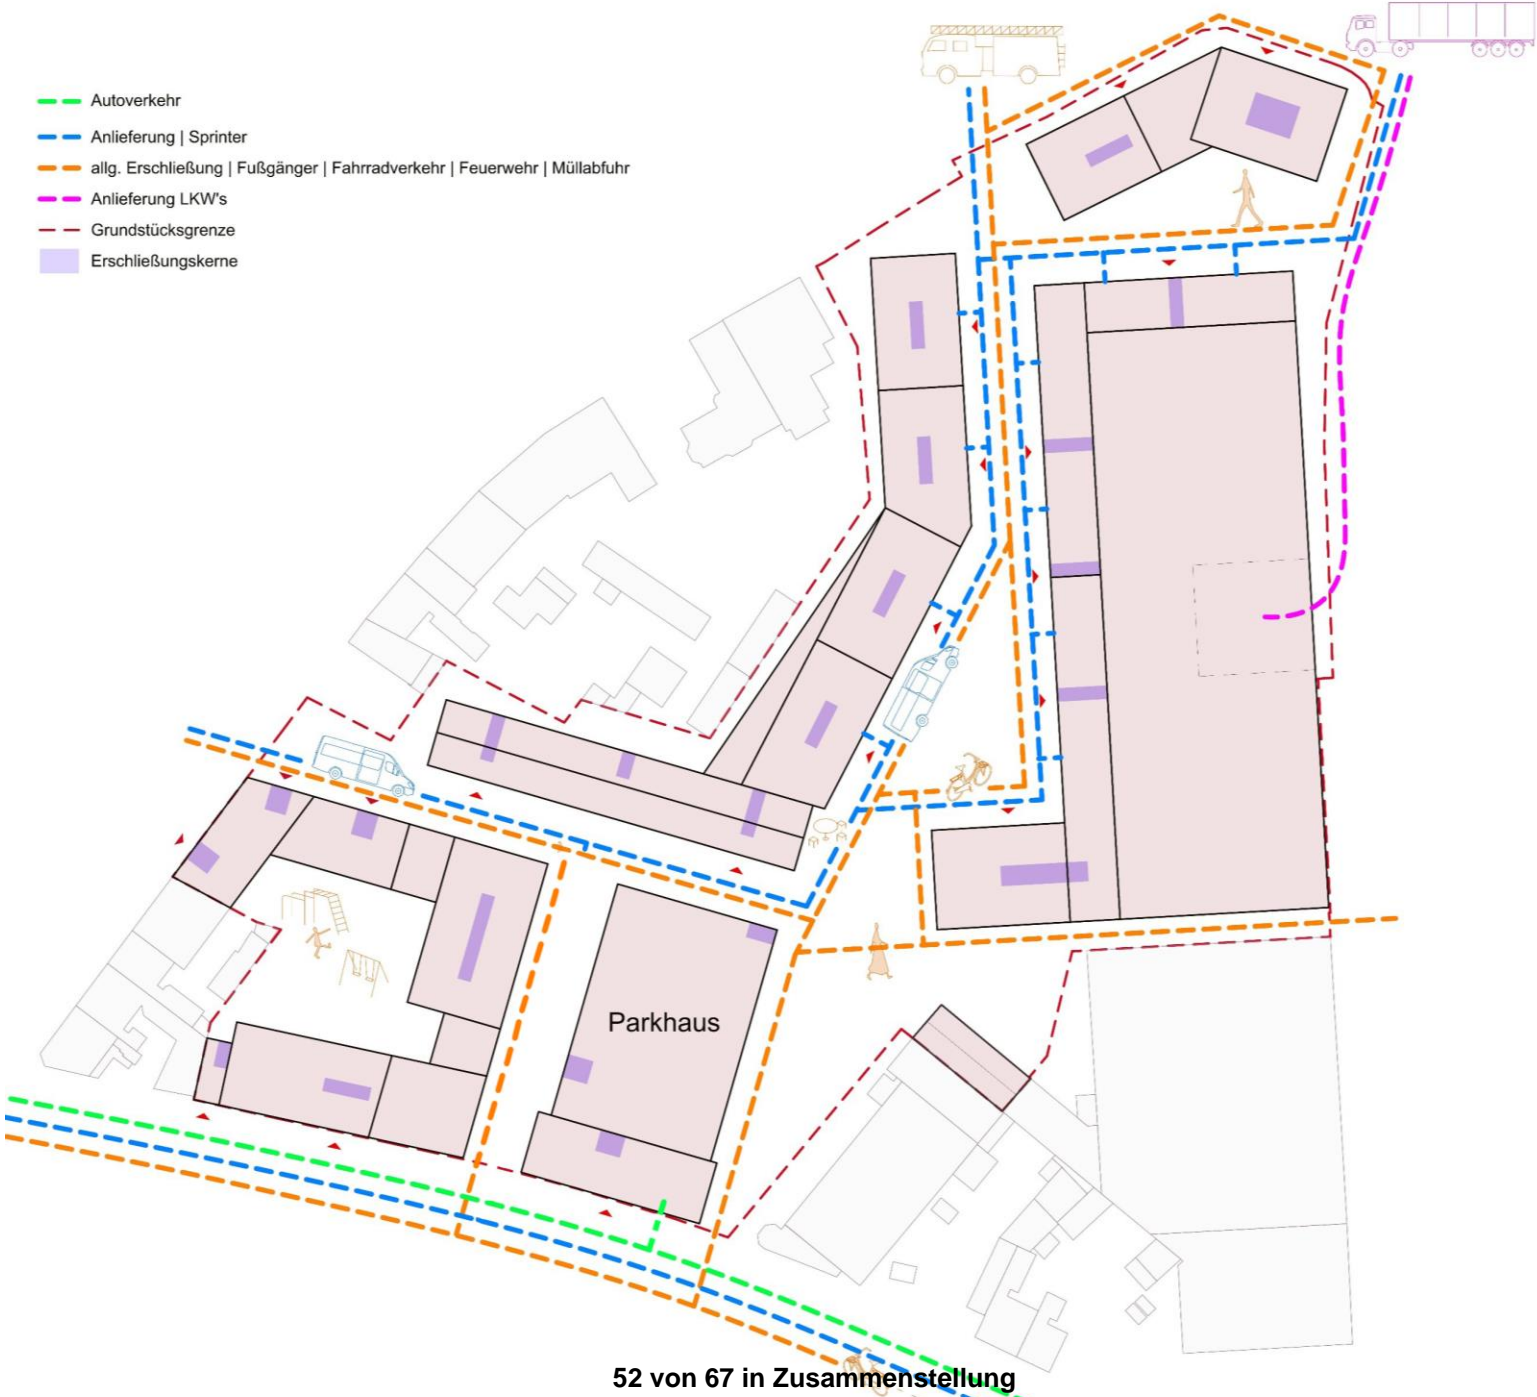 Autoverkehr
Anlieferung | Sprinter
allg. Erschließung | Fußgänger | Fahrradverkehr | Feuerwehr | Müllabfuhr
Anlieferung LKW's
Grundstücksgrenze
Erschließungskerne
Parkhaus
52 von 67 in Zusammenstellung